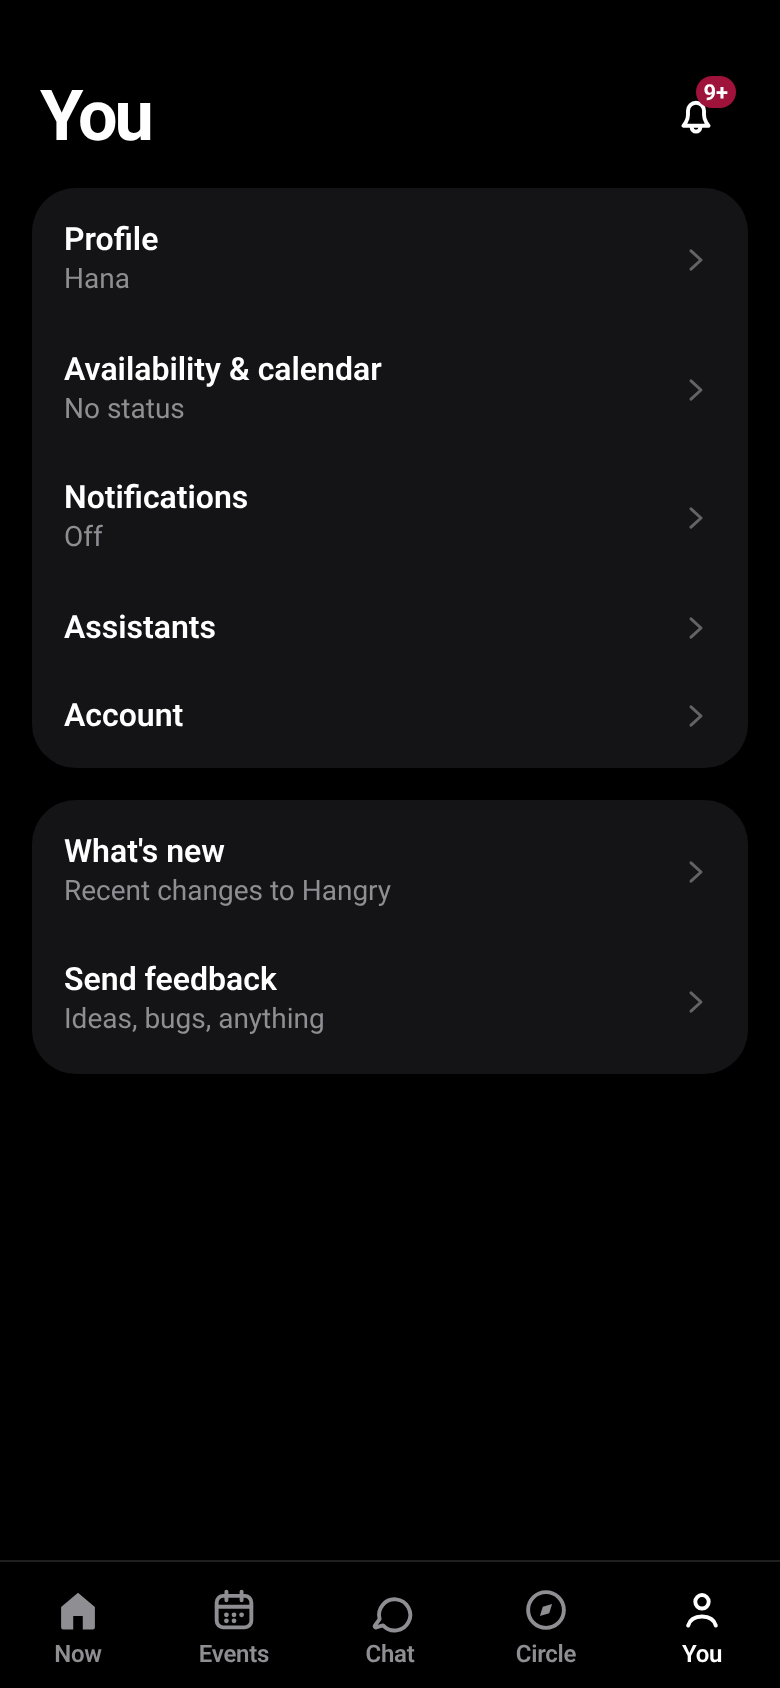 You
9+
Profile
Hana
Availability & calendar
No status
Notifications
Off
Assistants
Account
What's new
Recent changes to Hangry
Send feedback
Ideas, bugs, anything
Now
Events
Chat
Circle
You